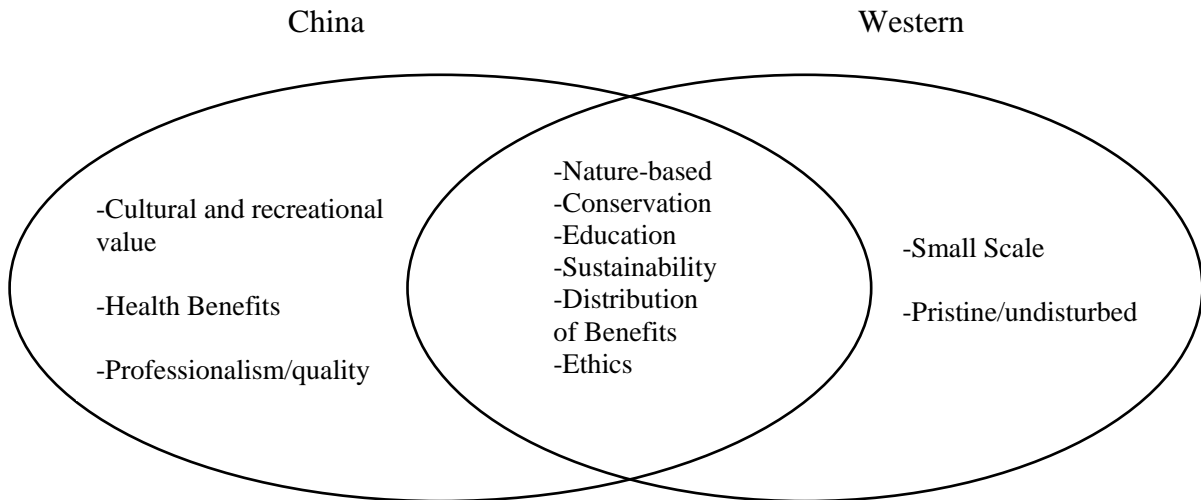 China
Western
-Cultural and recreational
value
-Health Benefits
-Professionalism/quality
-Nature-based
-Conservation
-Education
-Sustainability
-Distribution
of Benefits
-Ethics
-Small Scale
-Pristine/undisturbed